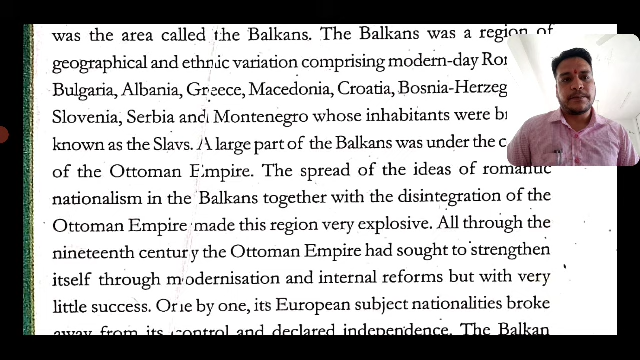 was the area called the Balkans. The Balkans was a region of
geographical and ethnic variation comprising modern-day
Bulgaria, Albania, Greece, Macedonia, Croatia,
Slovenia, Serbia and Montenegro whose inhabitants were
known as the Slavs. A large part of the Balkans was under the
of the Ottoman Empire. The spread of the ideas of romantic
nationalism in the Balkans together with the disintegration of the
Ottoman Empire made this region very explosive. All through the
nineteenth century the Ottoman Empire had sought to strengthen
itself through modernisation and internal reforms but with very
little success. One by one, its European subject nationalities broke
away from its control and declared independence. The Balkan